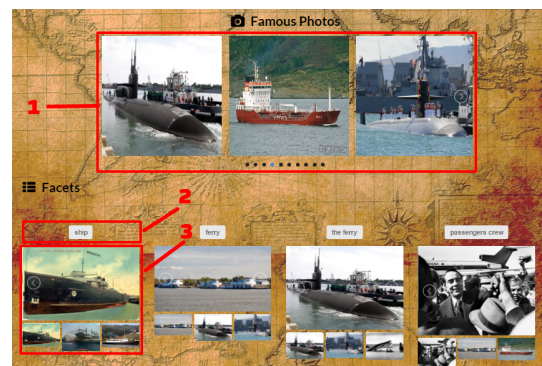 Famous Photos
1
Facets
2
3
ship
ferry
the ferry
passengers crew